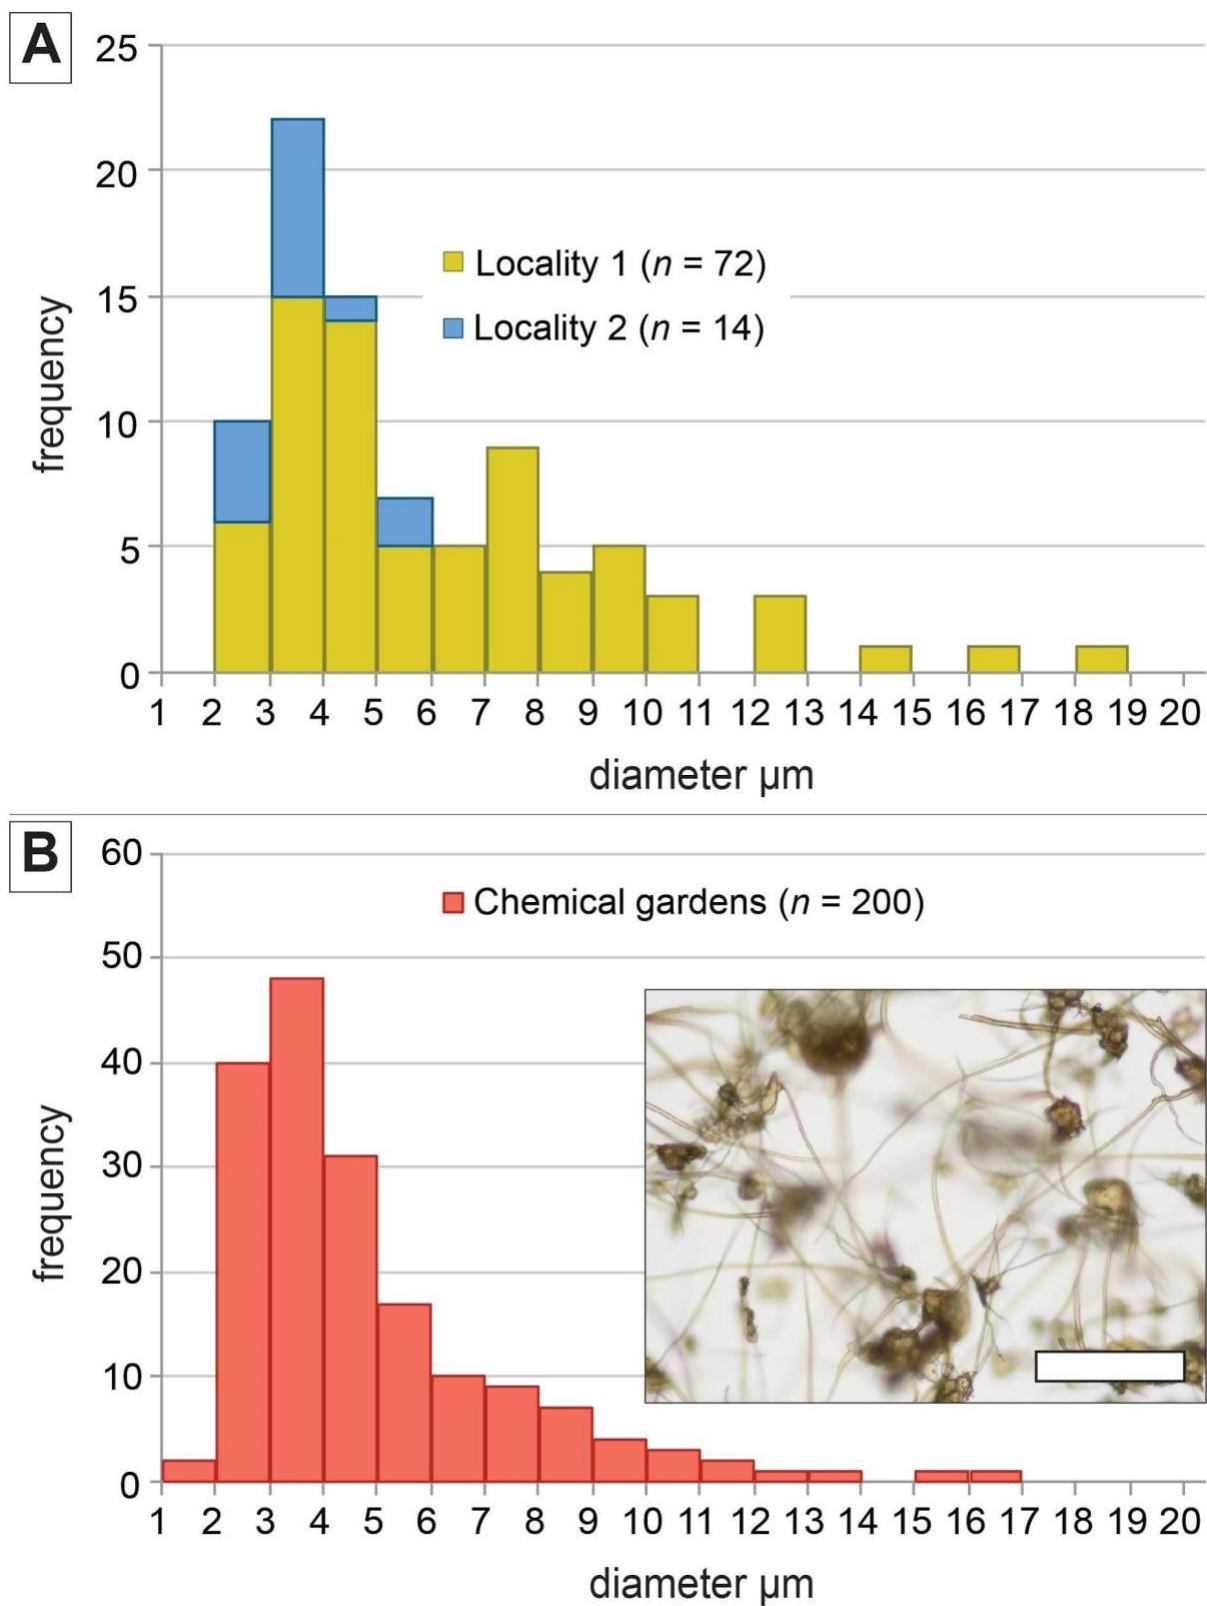 A
25
20
15
10
5
0
frequency
Locality 1 (n = 72)
Locality 2 (n = 14)
1 2 3 4 5 6 7 8 9 10 11 12 13 14 15 16 17 18 19 20
diameter µm
B
60
50
40
30
20
10
0
frequency
Chemical gardens (n = 200)
1 2 3 4 5 6 7 8 9 10 11 12 13 14 15 16 17 18 19 20
diameter µm